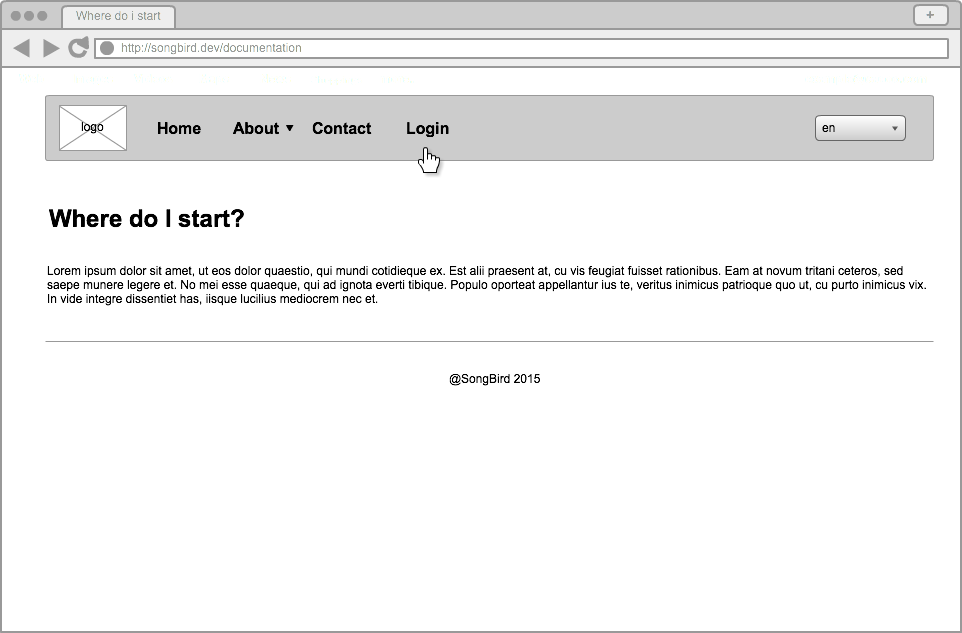 Where do i start
+
http://songbird.dev/documentation
logo
Home About Contact Login en
Where do I start?
Lorem ipsum dolor sit amet, ut eos dolor quaestio, qui mundi cotidieque ex. Est alii praesent at, cu vis feugiat fuisset rationibus. Eam at novum tritani ceteros, sed
saepe munere legere et. No mei esse quaeque, qui ad ignota everti tibique. Populo oporteat appellantur ius te, veritus inimicus patrioque quo ut, cu purto inimicus vix.
In vide integre dissentiet has, iisque lucilius mediocrem nec et.
@SongBird 2015